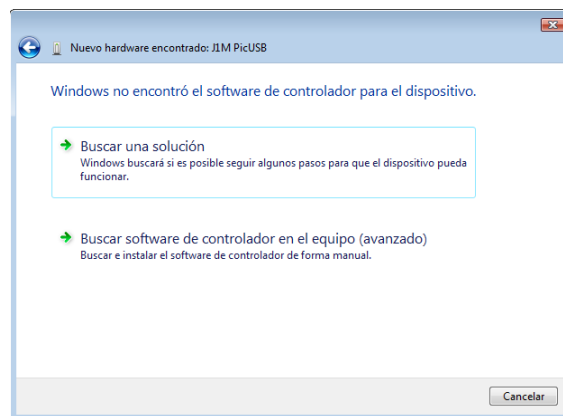 Nuevo hardware encontrado: J1M PicUSB
Windows no encontró el software de controlador para el dispositivo.
Buscar una solución
Windows buscará si es posible seguir algunos pasos para que el dispositivo pueda
funcionar.
Buscar software de controlador en el equipo (avanzado)
Buscar e instalar el software de controlador de forma manual.
Cancelar